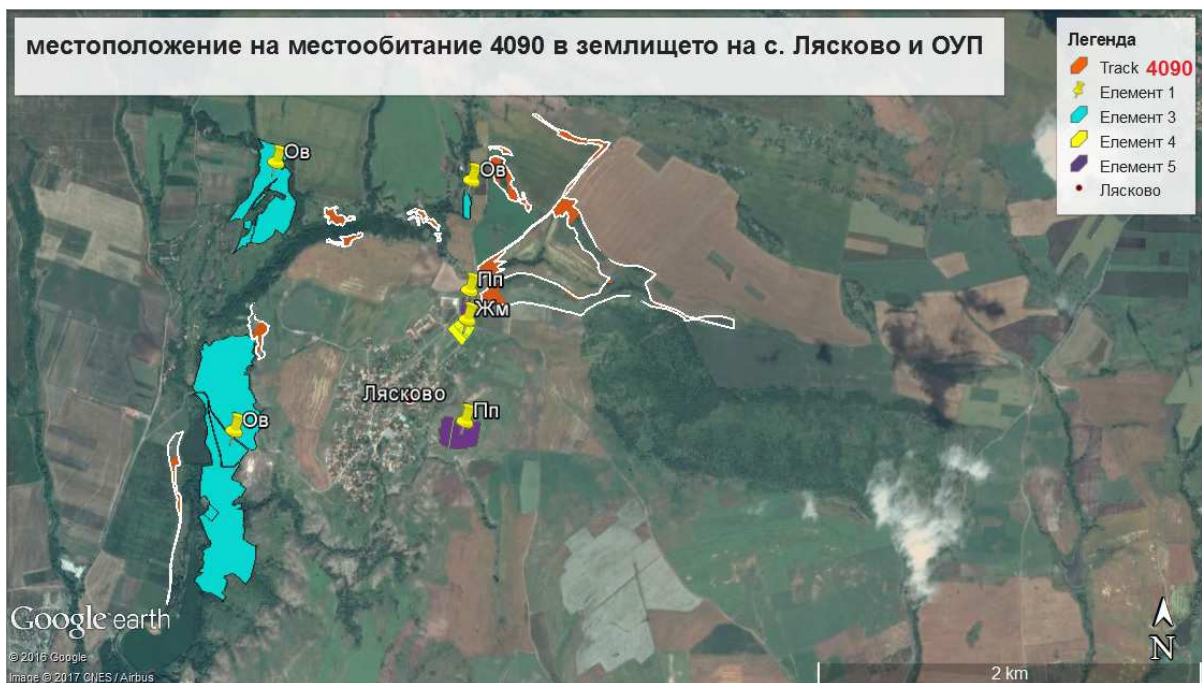 местоположение на местообитание 4090 в землището на с. Лясково и ОУП
Легенда
Track 4090
Елемент 1
Елемент 3
Елемент 4
Елемент 5
Лясково
Ов
Ов
Пп
Жм
Лясково
Пп
Ов
Google earth
© 2016 Google
Image © 2017 CNES / Airbus
2 km
N